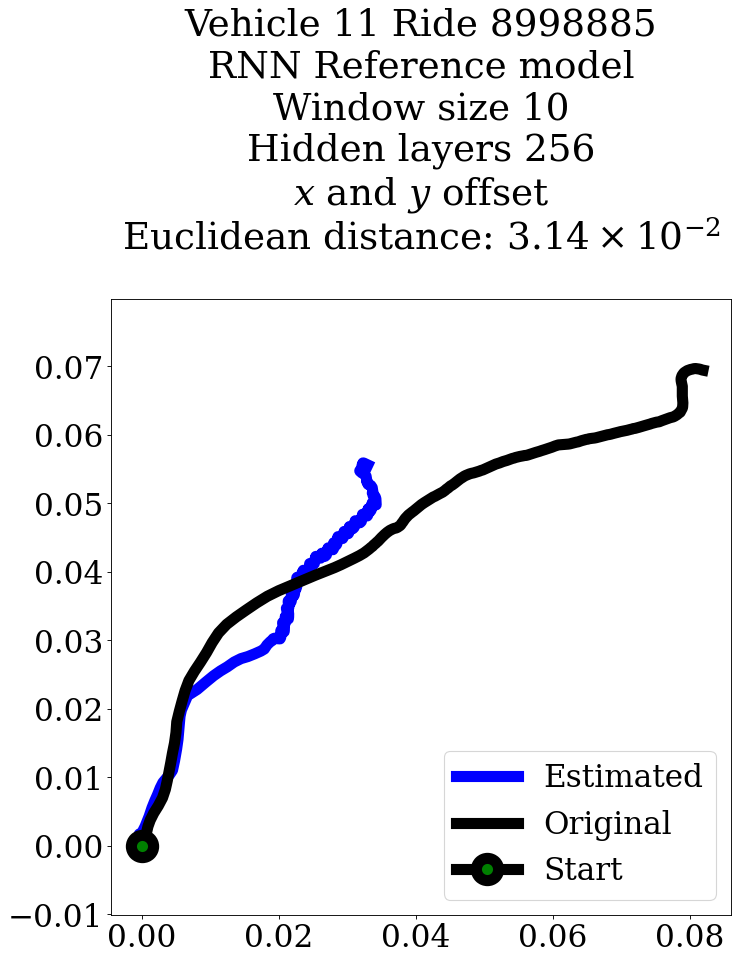 Vehicle 11 Ride 8998885
RNN Reference model
Window size 10
Hidden layers 256
x and y offset
Euclidean distance: 3.14 × 10⁻²
0.07
0.06
0.05
0.04
0.03
0.02
0.01
0.00
−0.01
0.00 0.02 0.04 0.06 0.08
Estimated
Original
Start